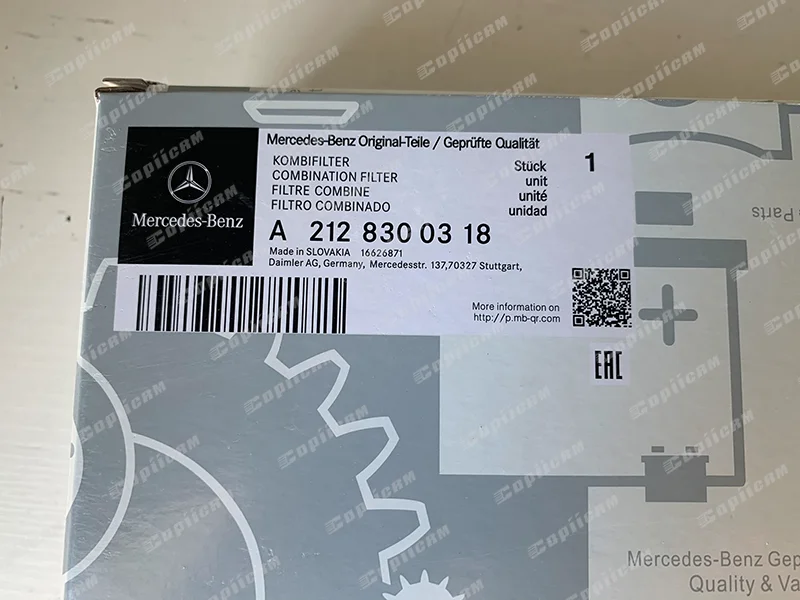 Mercedes-Benz Original-Teile / Geprüfte Qualität
KOMBIFILTER
COMBINATION FILTER
FILTRE COMBINE
FILTRO COMBINADO
Stück 1
unit
unité
unidad
Mercedes-Benz
A 212 830 03 18
Made in SLOVAKIA 16626871
Daimler AG, Germany, Mercedesstr. 137,70327 Stuttgart,
More information on
http://p.mb-qr.com
EAC
Parts
Mercedes-Benz Gep
Quality & Va
CopiiCAM